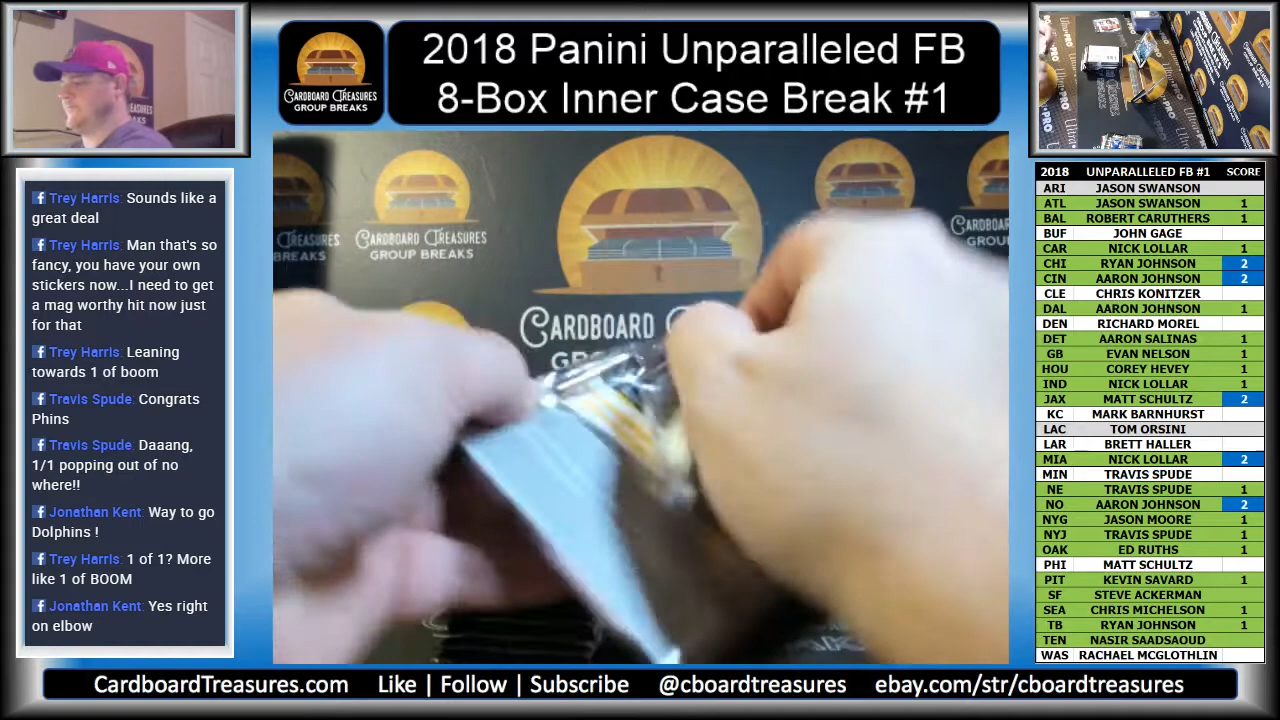 2018 Panini Unparalleled FB
8-Box Inner Case Break #1
CARDBOARD TREASURES
GROUP BREAKS
Trey Harris: Sounds like a
great deal
Trey Harris: Man that's so
fancy, you have your own
stickers now...I need to get
a mag worthy hit now just
for that
Trey Harris: Leaning
towards 1 of boom
Travis Spude: Congrats
Phins
Travis Spude: Daaang,
1/1 popping out of no
where!!
Jonathan Kent: Way to go
Dolphins !
Trey Harris: 1 of 1? More
like 1 of BOOM
Jonathan Kent: Yes right
on elbow
TREASURES
BREAKS
CARDBOARD TREASURES
GROUP BREAKS
CARDBOARD
CARDBOARD
GROUP
2018 UNPARALLELED FB #1 SCORE
ARI JASON SWANSON
ATL JASON SWANSON 1
BAL ROBERT CARUTHERS 1
BUF JOHN GAGE
CAR NICK LOLLAR 1
CHI RYAN JOHNSON 2
CIN AARON JOHNSON 2
CLE CHRIS KONITZER
DAL AARON JOHNSON 1
DEN RICHARD MOREL
DET AARON SALINAS 1
GB EVAN NELSON 1
HOU COREY HEVEY 1
IND NICK LOLLAR 1
JAX MATT SCHULTZ 2
KC MARK BARNHURST
LAC TOM ORSINI
LAR BRETT HALLER
MIA NICK LOLLAR 2
MIN TRAVIS SPUDE
NE TRAVIS SPUDE 1
NO AARON JOHNSON 2
NYG JASON MOORE 1
NYJ TRAVIS SPUDE 1
OAK ED RUTHS 1
PHI MATT SCHULTZ
PIT KEVIN SAVARD 1
SF STEVE ACKERMAN
SEA CHRIS MICHELSON 1
TB RYAN JOHNSON 1
TEN NASIR SAADSAOUD
WAS RACHAEL MCGLOTHLIN
CardboardTreasures.com Like | Follow | Subscribe @cboardtreasures ebay.com/str/cboardtreasures